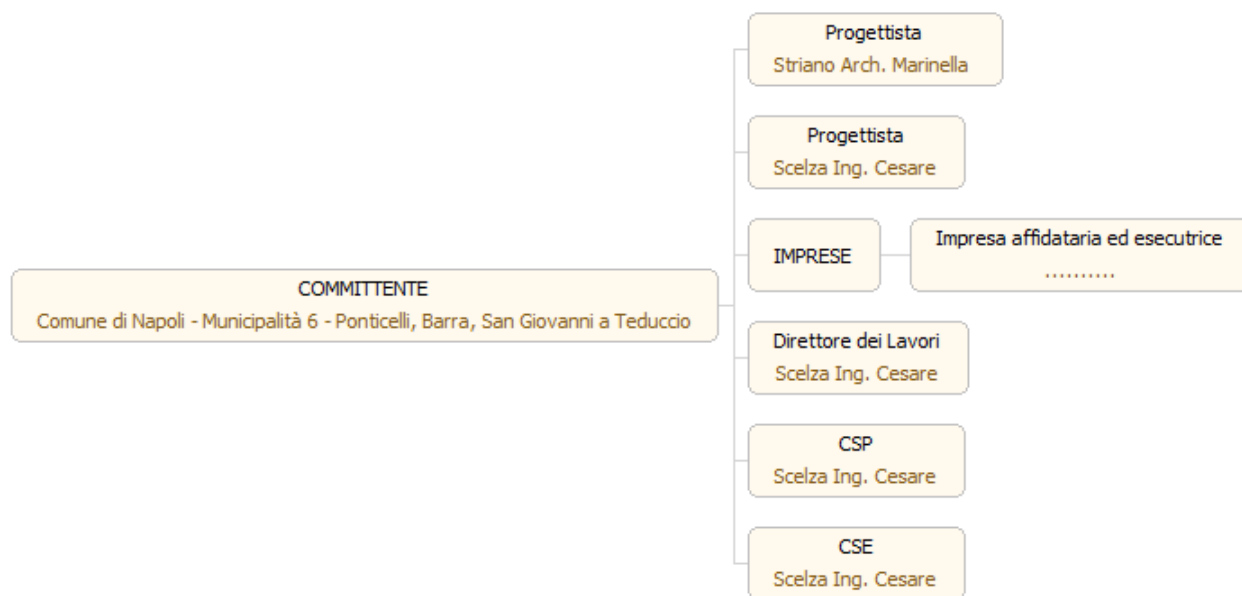 Progettista
Striano Arch. Marinella
Progettista
Scelza Ing. Cesare
IMPRESE
Impresa affidataria ed esecutrice
..........
COMMITTENTE
Comune di Napoli - Municipalità 6 - Ponticelli, Barra, San Giovanni a Teduccio
Direttore dei Lavori
Scelza Ing. Cesare
CSP
Scelza Ing. Cesare
CSE
Scelza Ing. Cesare